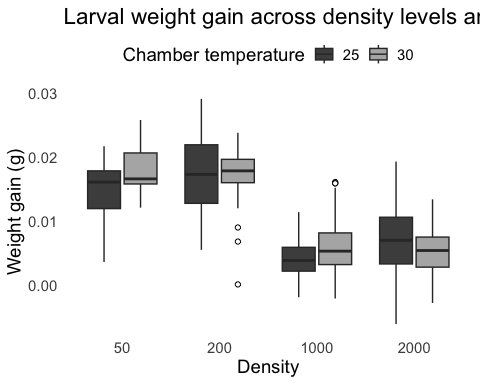 Larval weight gain across density levels
Chamber temperature 25 30
0.03
0.02
0.01
0.00
Weight gain (g)
50 200 1000 2000
Density